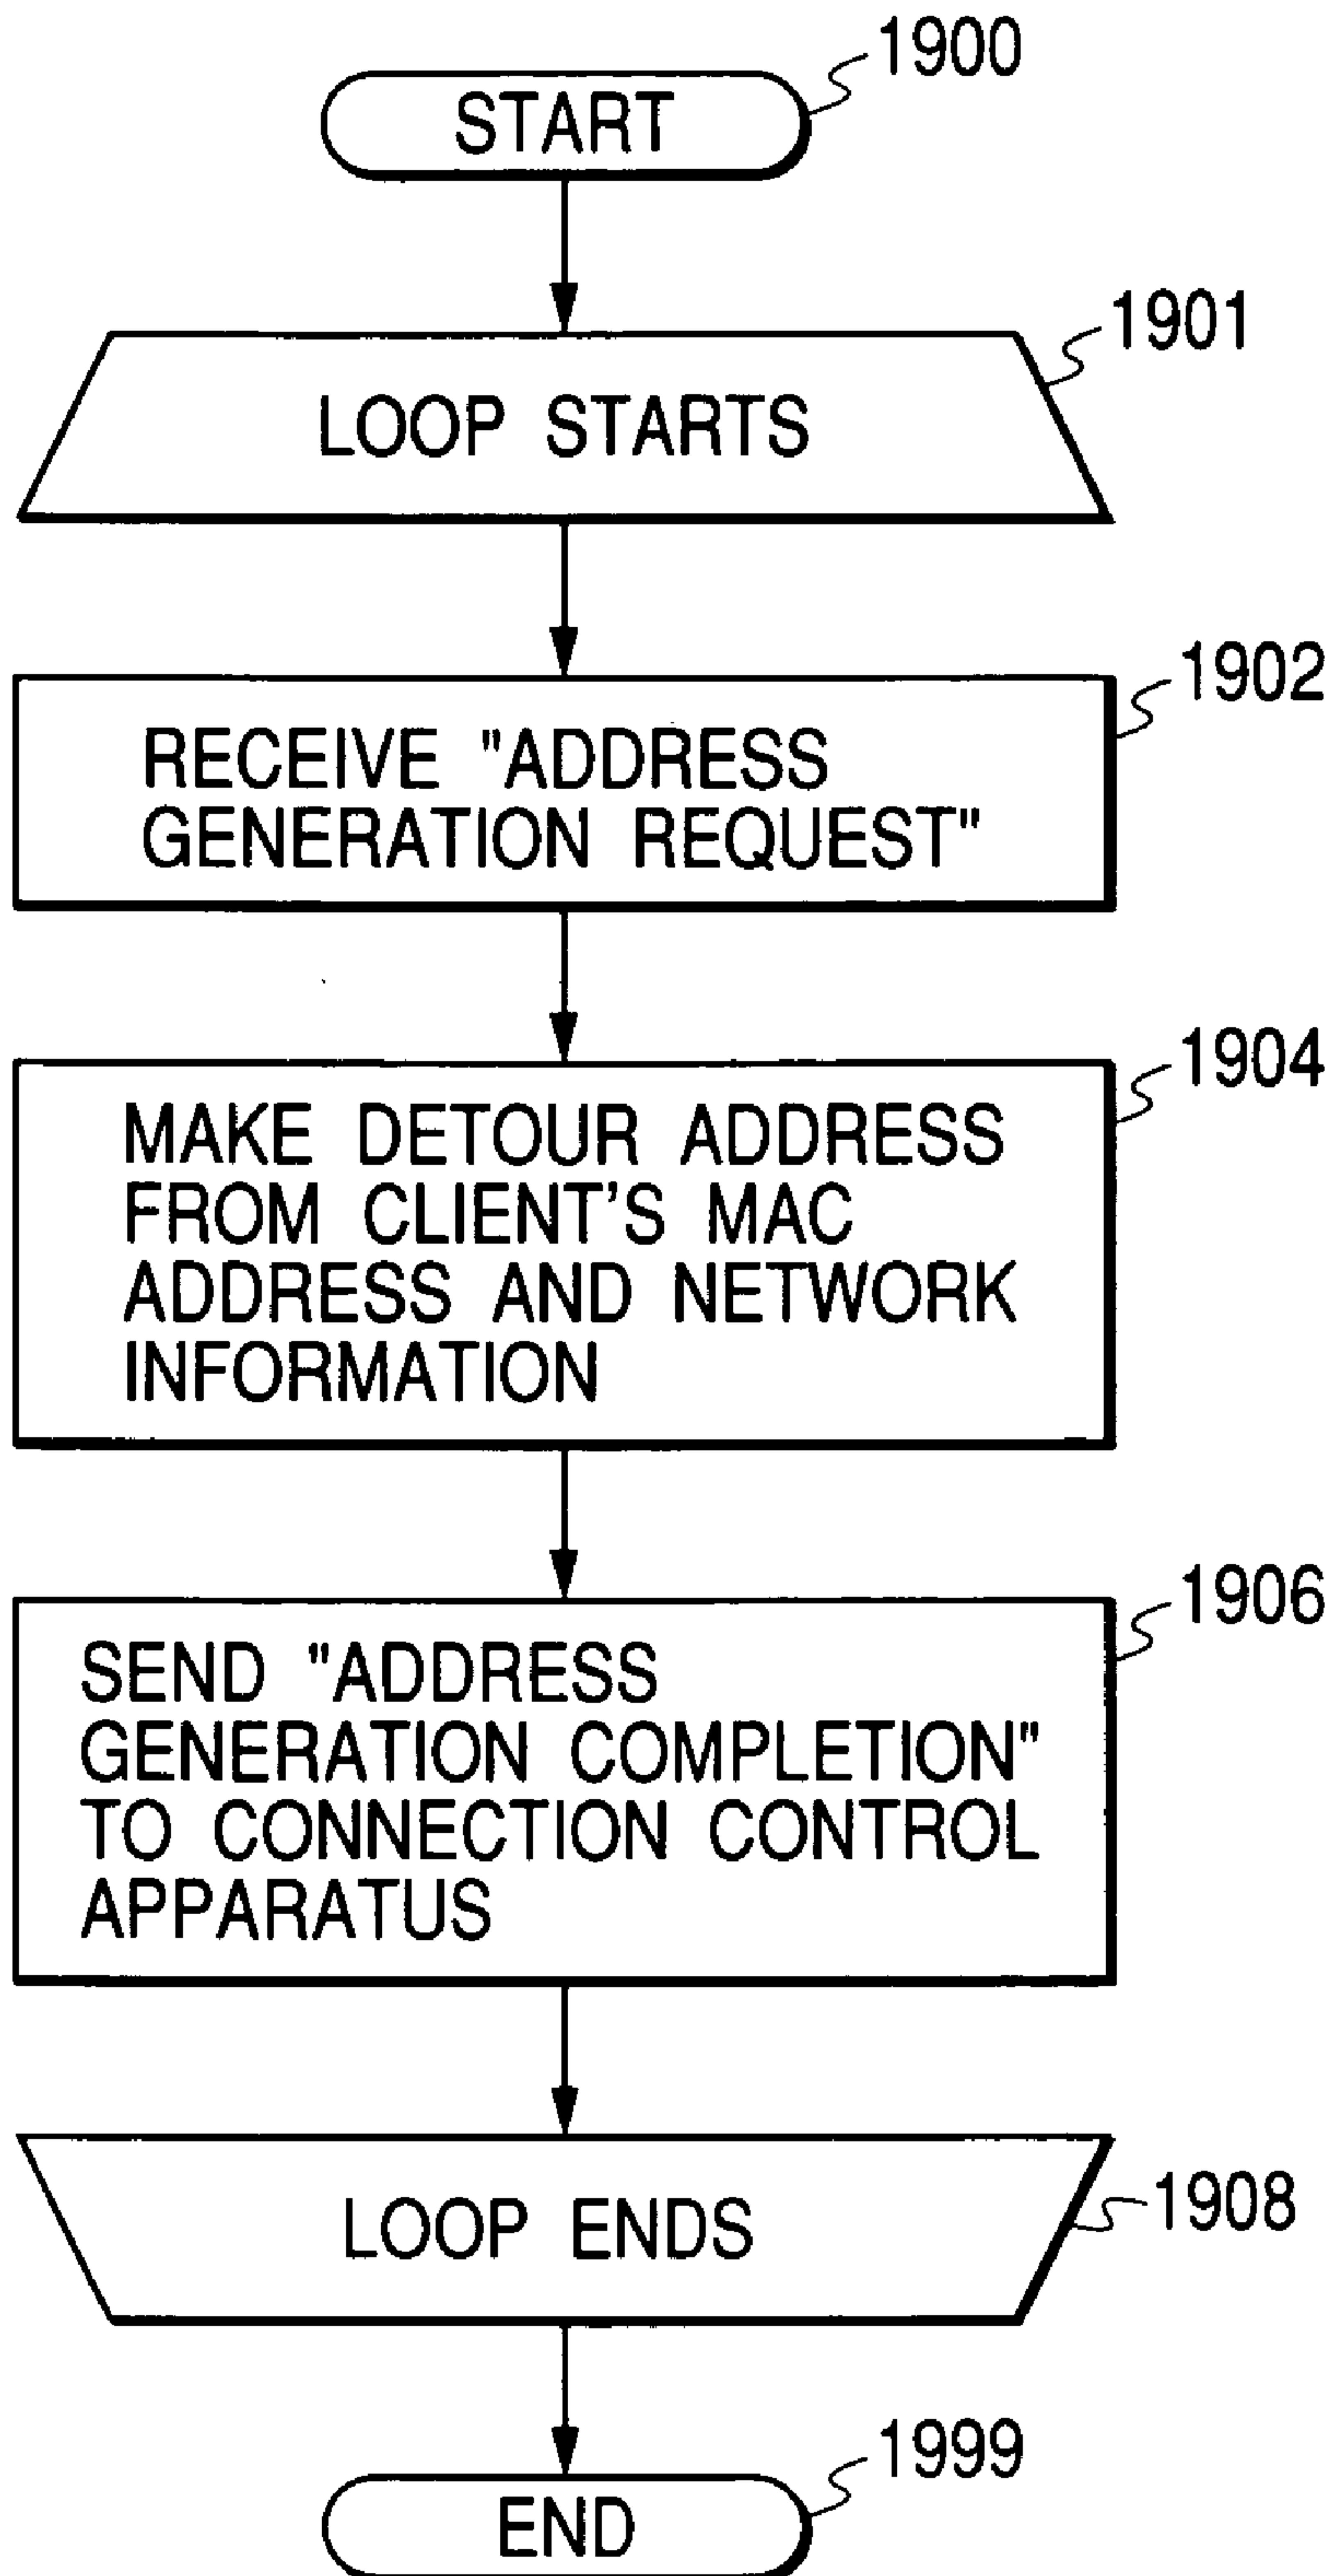 1900
START
1901
LOOP STARTS
1902
RECEIVE "ADDRESS
GENERATION REQUEST"
1904
MAKE DETOUR ADDRESS
FROM CLIENT'S MAC
ADDRESS AND NETWORK
INFORMATION
1906
SEND "ADDRESS
GENERATION COMPLETION"
TO CONNECTION CONTROL
APPARATUS
1908
LOOP ENDS
1999
END